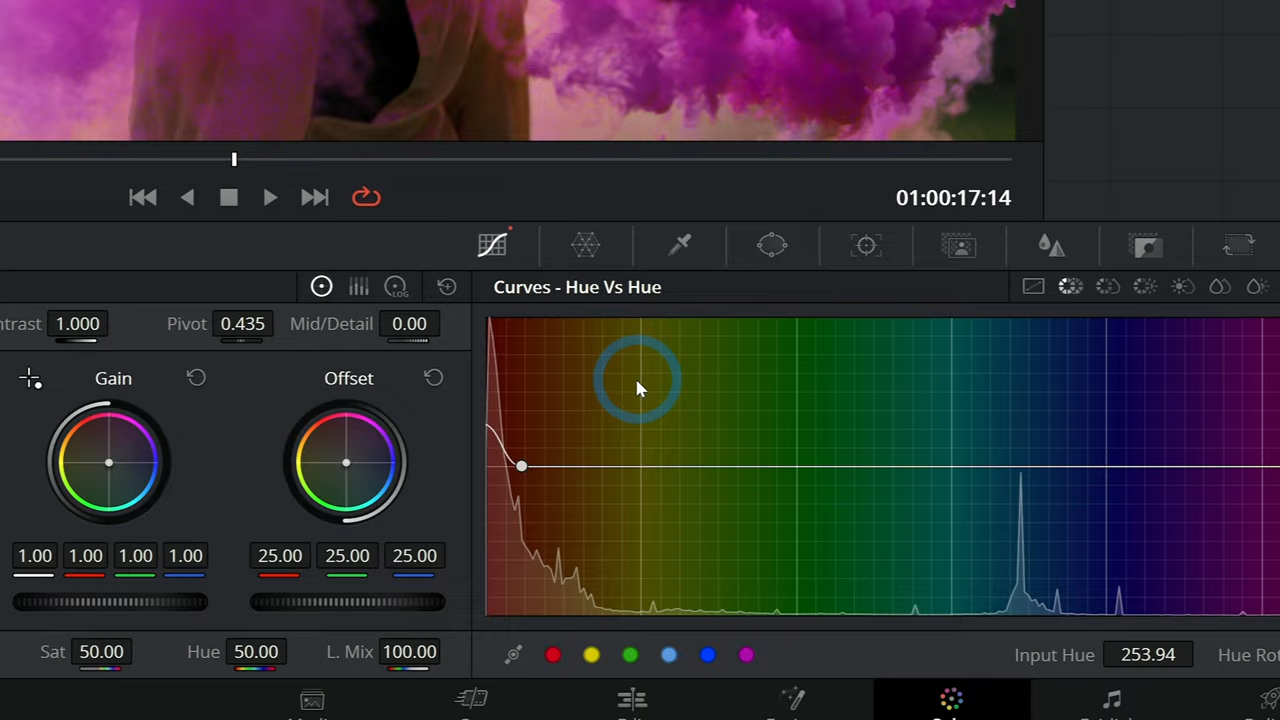 01:00:17:14
Curves - Hue Vs Hue
LOG
ntrast 1.000 Pivot 0.435 Mid/Detail 0.00
Gain Offset
1.00 1.00 1.00 1.00 25.00 25.00 25.00
Sat 50.00 Hue 50.00 L. Mix 100.00
Input Hue 253.94 Hue Rot